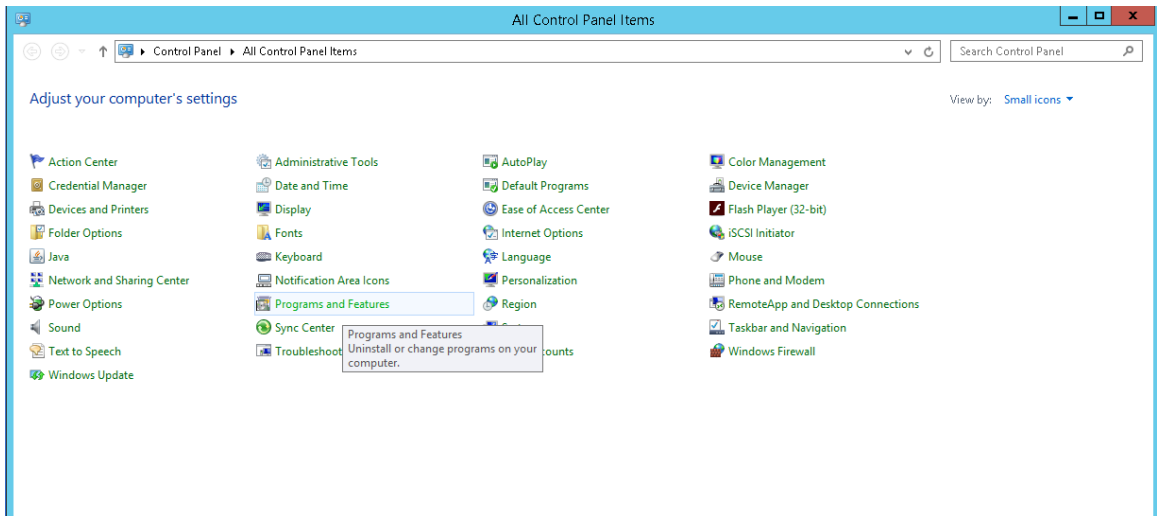 All Control Panel Items
Control Panel All Control Panel Items
Search Control Panel
Adjust your computer's settings
View by: Small icons
Action Center Administrative Tools AutoPlay Color Management
Credential Manager Date and Time Default Programs Device Manager
Devices and Printers Display Ease of Access Center Flash Player (32-bit)
Folder Options Fonts Internet Options iSCSI Initiator
Java Keyboard Language Mouse
Network and Sharing Center Notification Area Icons Personalization Phone and Modem
Power Options Programs and Features Region RemoteApp and Desktop Connections
Sound Sync Center Taskbar and Navigation
Programs and Features
Uninstall or change programs on your
computer.
Text to Speech Troubleshoot counts Windows Firewall
Windows Update